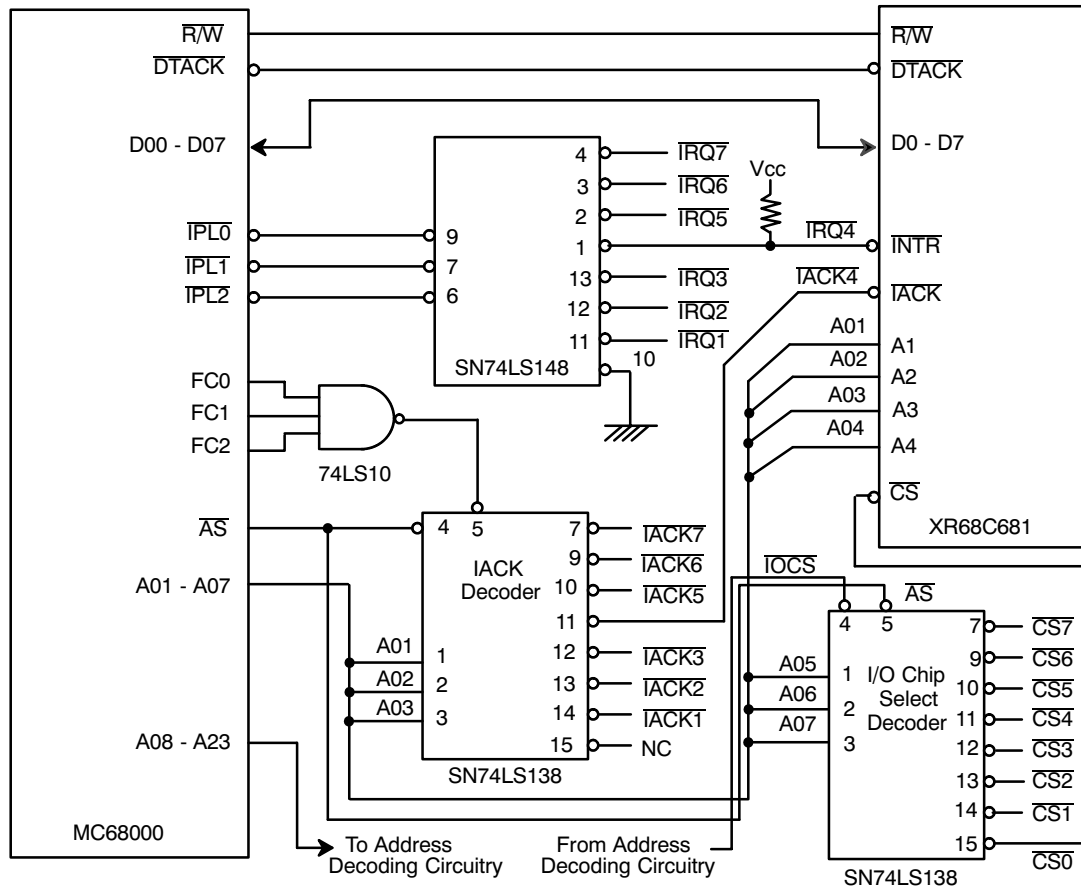 R/W
DTACK
D00 - D07
IPL0
IPL1
IPL2
FC0
FC1
FC2
74LS10
AS
A01 - A07
A08 - A23
MC68000
To Address
Decoding Circuitry
4
3
2
1
13
12
11
10
9
7
6
SN74LS148
IRQ7
IRQ6
IRQ5
IRQ4
IRQ3
IRQ2
IRQ1
Vcc
IACK4
A01
A02
A03
A04
R/W
DTACK
D0 - D7
INTR
IACK
A1
A2
A3
A4
CS
XR68C681
4
5
IACK
Decoder
A01
A02
A03
1
2
3
7
9
10
11
12
13
14
15
IACK7
IACK6
IACK5
IACK3
IACK2
IACK1
NC
SN74LS138
From Address
Decoding Circuitry
IOCS
AS
4
5
A05
A06
A07
1
2
3
I/O Chip
Select
Decoder
7
9
10
11
12
13
14
15
CS7
CS6
CS5
CS4
CS3
CS2
CS1
CS0
SN74LS138